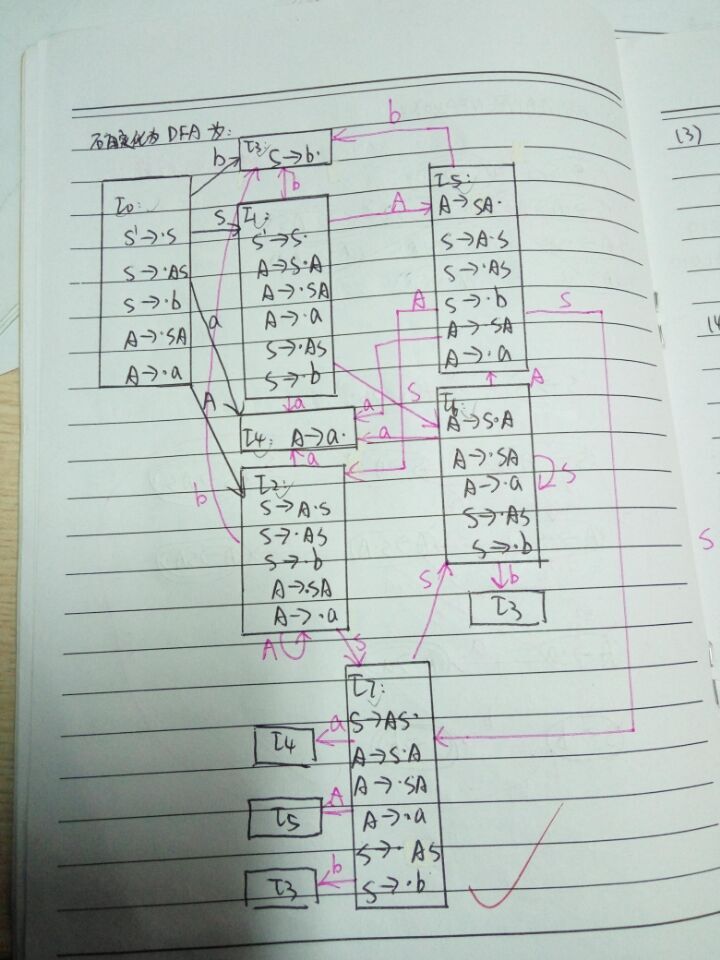 确定化为 DFA 为:
(3)
I3:
S→b.
b
b
b
I0:
S'→.S
S→.AS
S→.b
A→.SA
A→.a
S
I1:
S'→S.
A→S.A
A→.SA
A→.a
S→.AS
S→.b
A
I5:
A→SA.
S→A.S
S→.AS
S→.b
A→.SA
A→.a
S
a
A
A
S
a
a
a
a
I4: A→a.
A
I6:
A→S.A
A→.SA
A→.a
S→.AS
S→.b
S
b
I3
b
I2:
S→A.S
S→.AS
S→.b
A→.SA
A→.a
A
S
S
S
I7:
S→AS.
A→S.A
A→.SA
A→.a
S→.AS
S→.b
a
I4
A
I5
b
I3